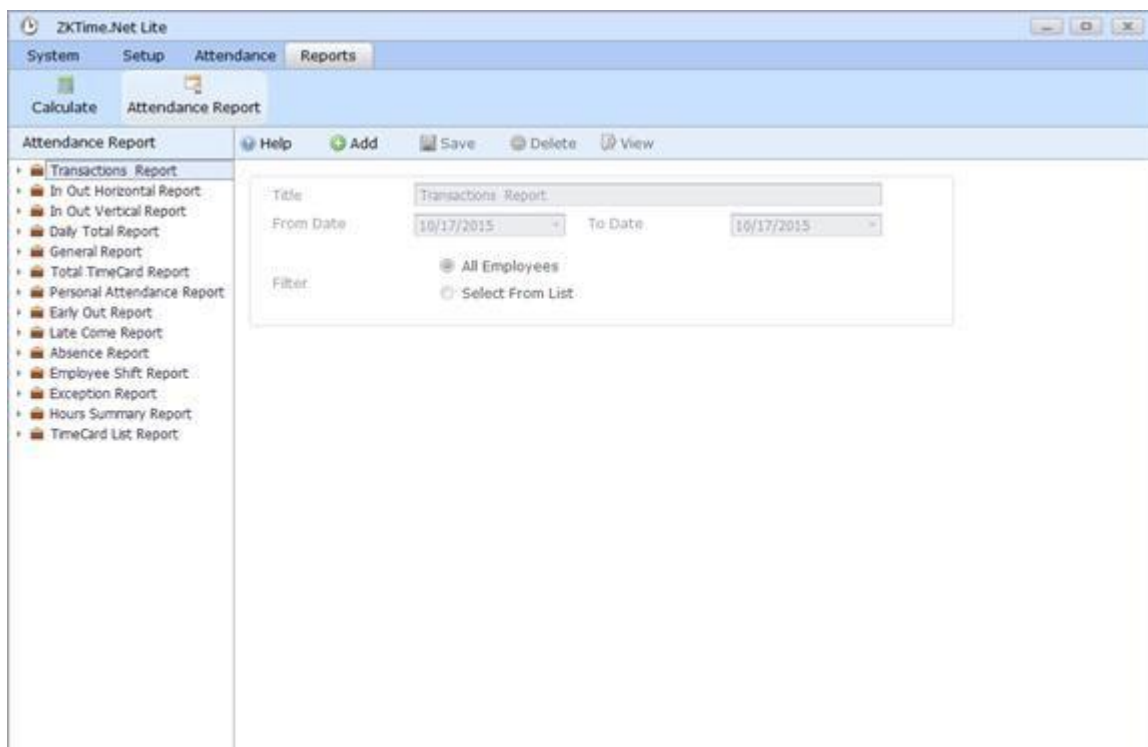 ZKTime.Net Lite
System Setup Attendance Reports
Calculate Attendance Report
Attendance Report
Help Add Save Delete View
Transactions Report
In Out Horizontal Report
In Out Vertical Report
Daily Total Report
General Report
Total TimeCard Report
Personal Attendance Report
Early Out Report
Late Come Report
Absence Report
Employee Shift Report
Exception Report
Hours Summary Report
TimeCard List Report
Title Transactions Report
From Date 10/17/2015 To Date 10/17/2015
Filter
All Employees
Select From List